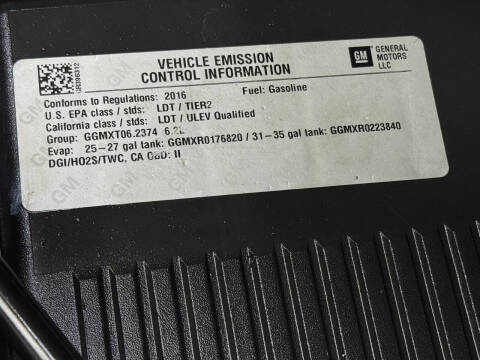 VEHICLE EMISSION
CONTROL INFORMATION
GM
GENERAL
MOTORS
LLC
Conforms to Regulations: 2016 Fuel: Gasoline
U.S. EPA class / stds: LDT / TIER2
California class / stds: LDT / ULEV Qualified
Group: GGMXT06.2374 6.2L
Evap: 25-27 gal tank: GGMXR0176820 / 31-35 gal tank: GGMXR0223840
DGI/HO2S/TWC, CA OBD: II